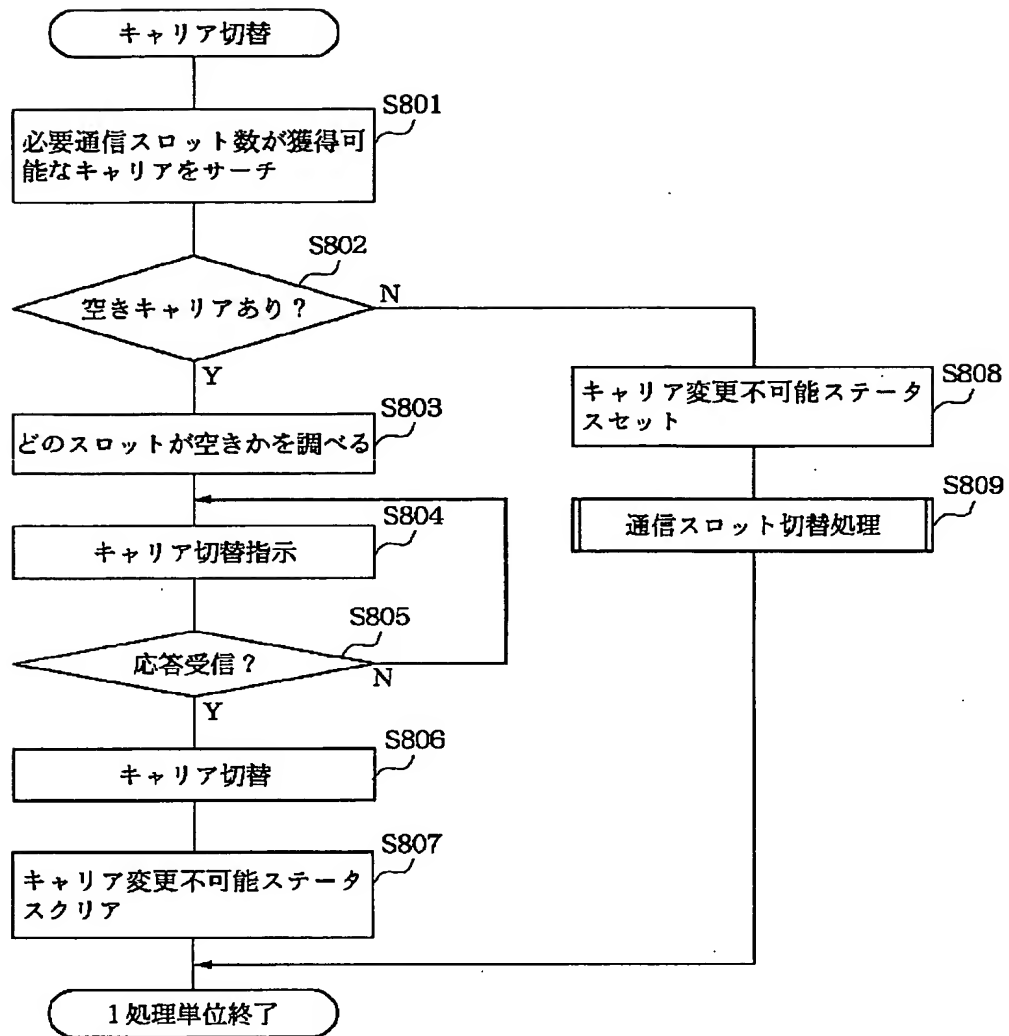 キャリア切替
S801
必要通信スロット数が獲得可
能なキャリアをサーチ
S802
空きキャリアあり?
N
Y
S803
どのスロットが空きかを調べる
S804
キャリア切替指示
S805
応答受信?
N
Y
S806
キャリア切替
S807
キャリア変更不可能ステータ
スクリア
S808
キャリア変更不可能ステータ
スセット
S809
通信スロット切替処理
1処理単位終了